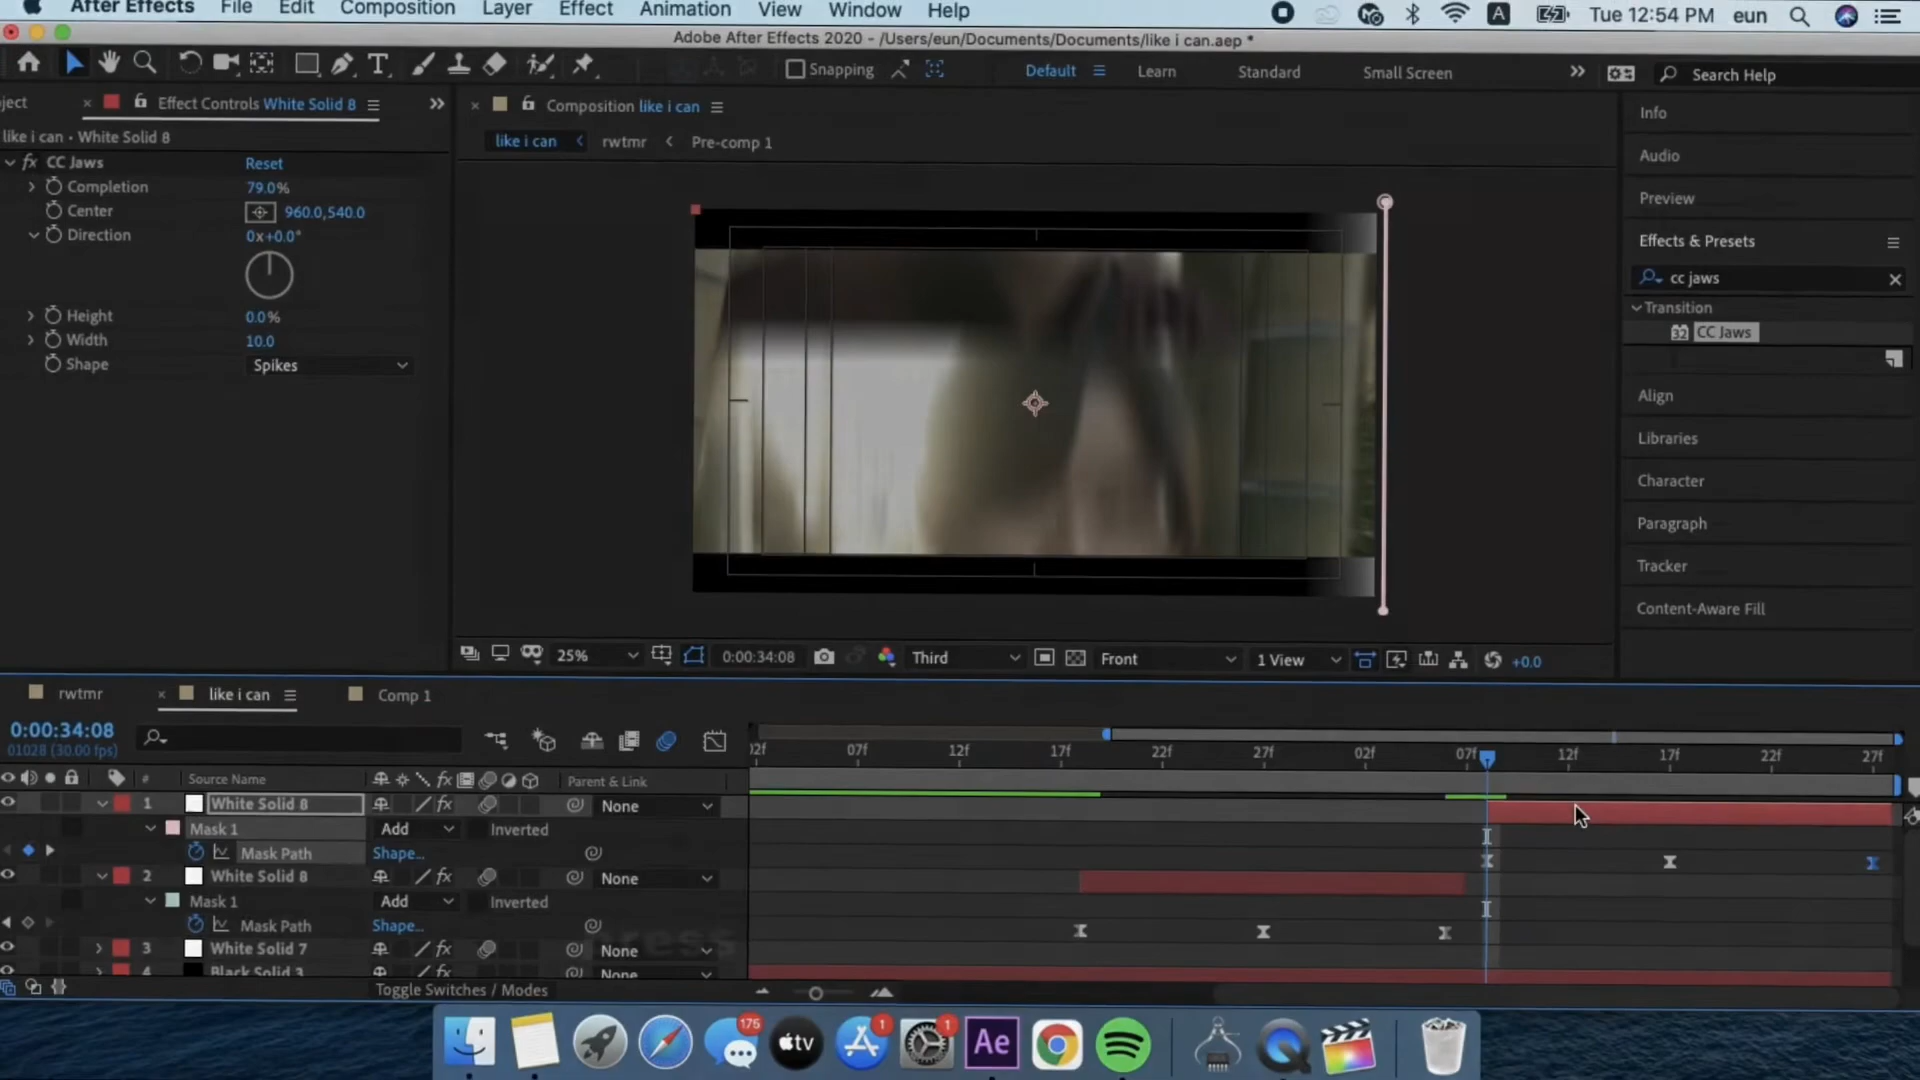 After Effects File Edit Composition Layer Effect Animation View Window Help A Tue 12:54 PM eun
Adobe After Effects 2020 - /Users/eun/Documents/Documents/like i can.aep *
T Snapping Default Learn Standard Small Screen Search Help
ject Effect Controls White Solid 8
Composition like i can
like i can • White Solid 8
like i can rwtmr Pre-comp 1
fx CC Jaws Reset
Completion 79.0%
Center 960.0,540.0
Direction 0x+0.0°
Height 0.0%
Width 10.0
Shape Spikes
Info
Audio
Preview
Effects & Presets
cc jaws
Transition
32 CC Jaws
Align
Libraries
Character
Paragraph
Tracker
Content-Aware Fill
25% 0:00:34:08 Third Front 1 View +0.0
rwtmr like i can Comp 1
0:00:34:08
01028 (30.00 fps)
02f 07f 12f 17f 22f 27f 02f 07f 12f 17f 22f 27f
# Source Name fx Parent & Link
1 White Solid 8 fx None
Mask 1 Add Inverted
Mask Path Shape...
2 White Solid 8 fx None
Mask 1 Add Inverted
Mask Path Shape...
press
3 White Solid 7 fx None
4 Black Solid 3 fx None
Toggle Switches / Modes
175 tv 1 1 Ae